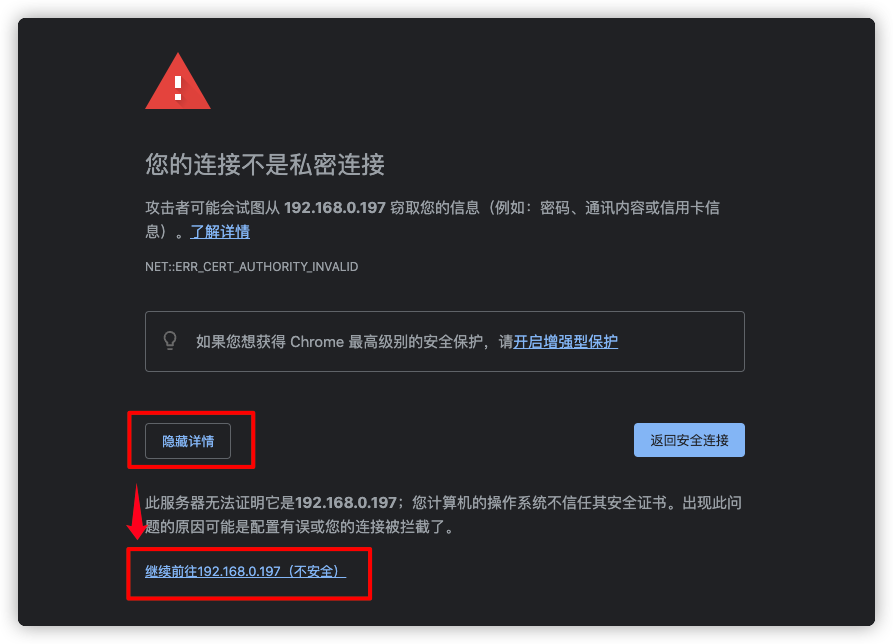 您的连接不是私密连接
攻击者可能会试图从 192.168.0.197 窃取您的信息（例如：密码、通讯内容或信用卡信
息）。了解详情
NET::ERR_CERT_AUTHORITY_INVALID
如果您想获得 Chrome 最高级别的安全保护，请开启增强型保护
隐藏详情
返回安全连接
此服务器无法证明它是192.168.0.197；您计算机的操作系统不信任其安全证书。出现此问
题的原因可能是配置有误或您的连接被拦截了。
继续前往192.168.0.197（不安全）